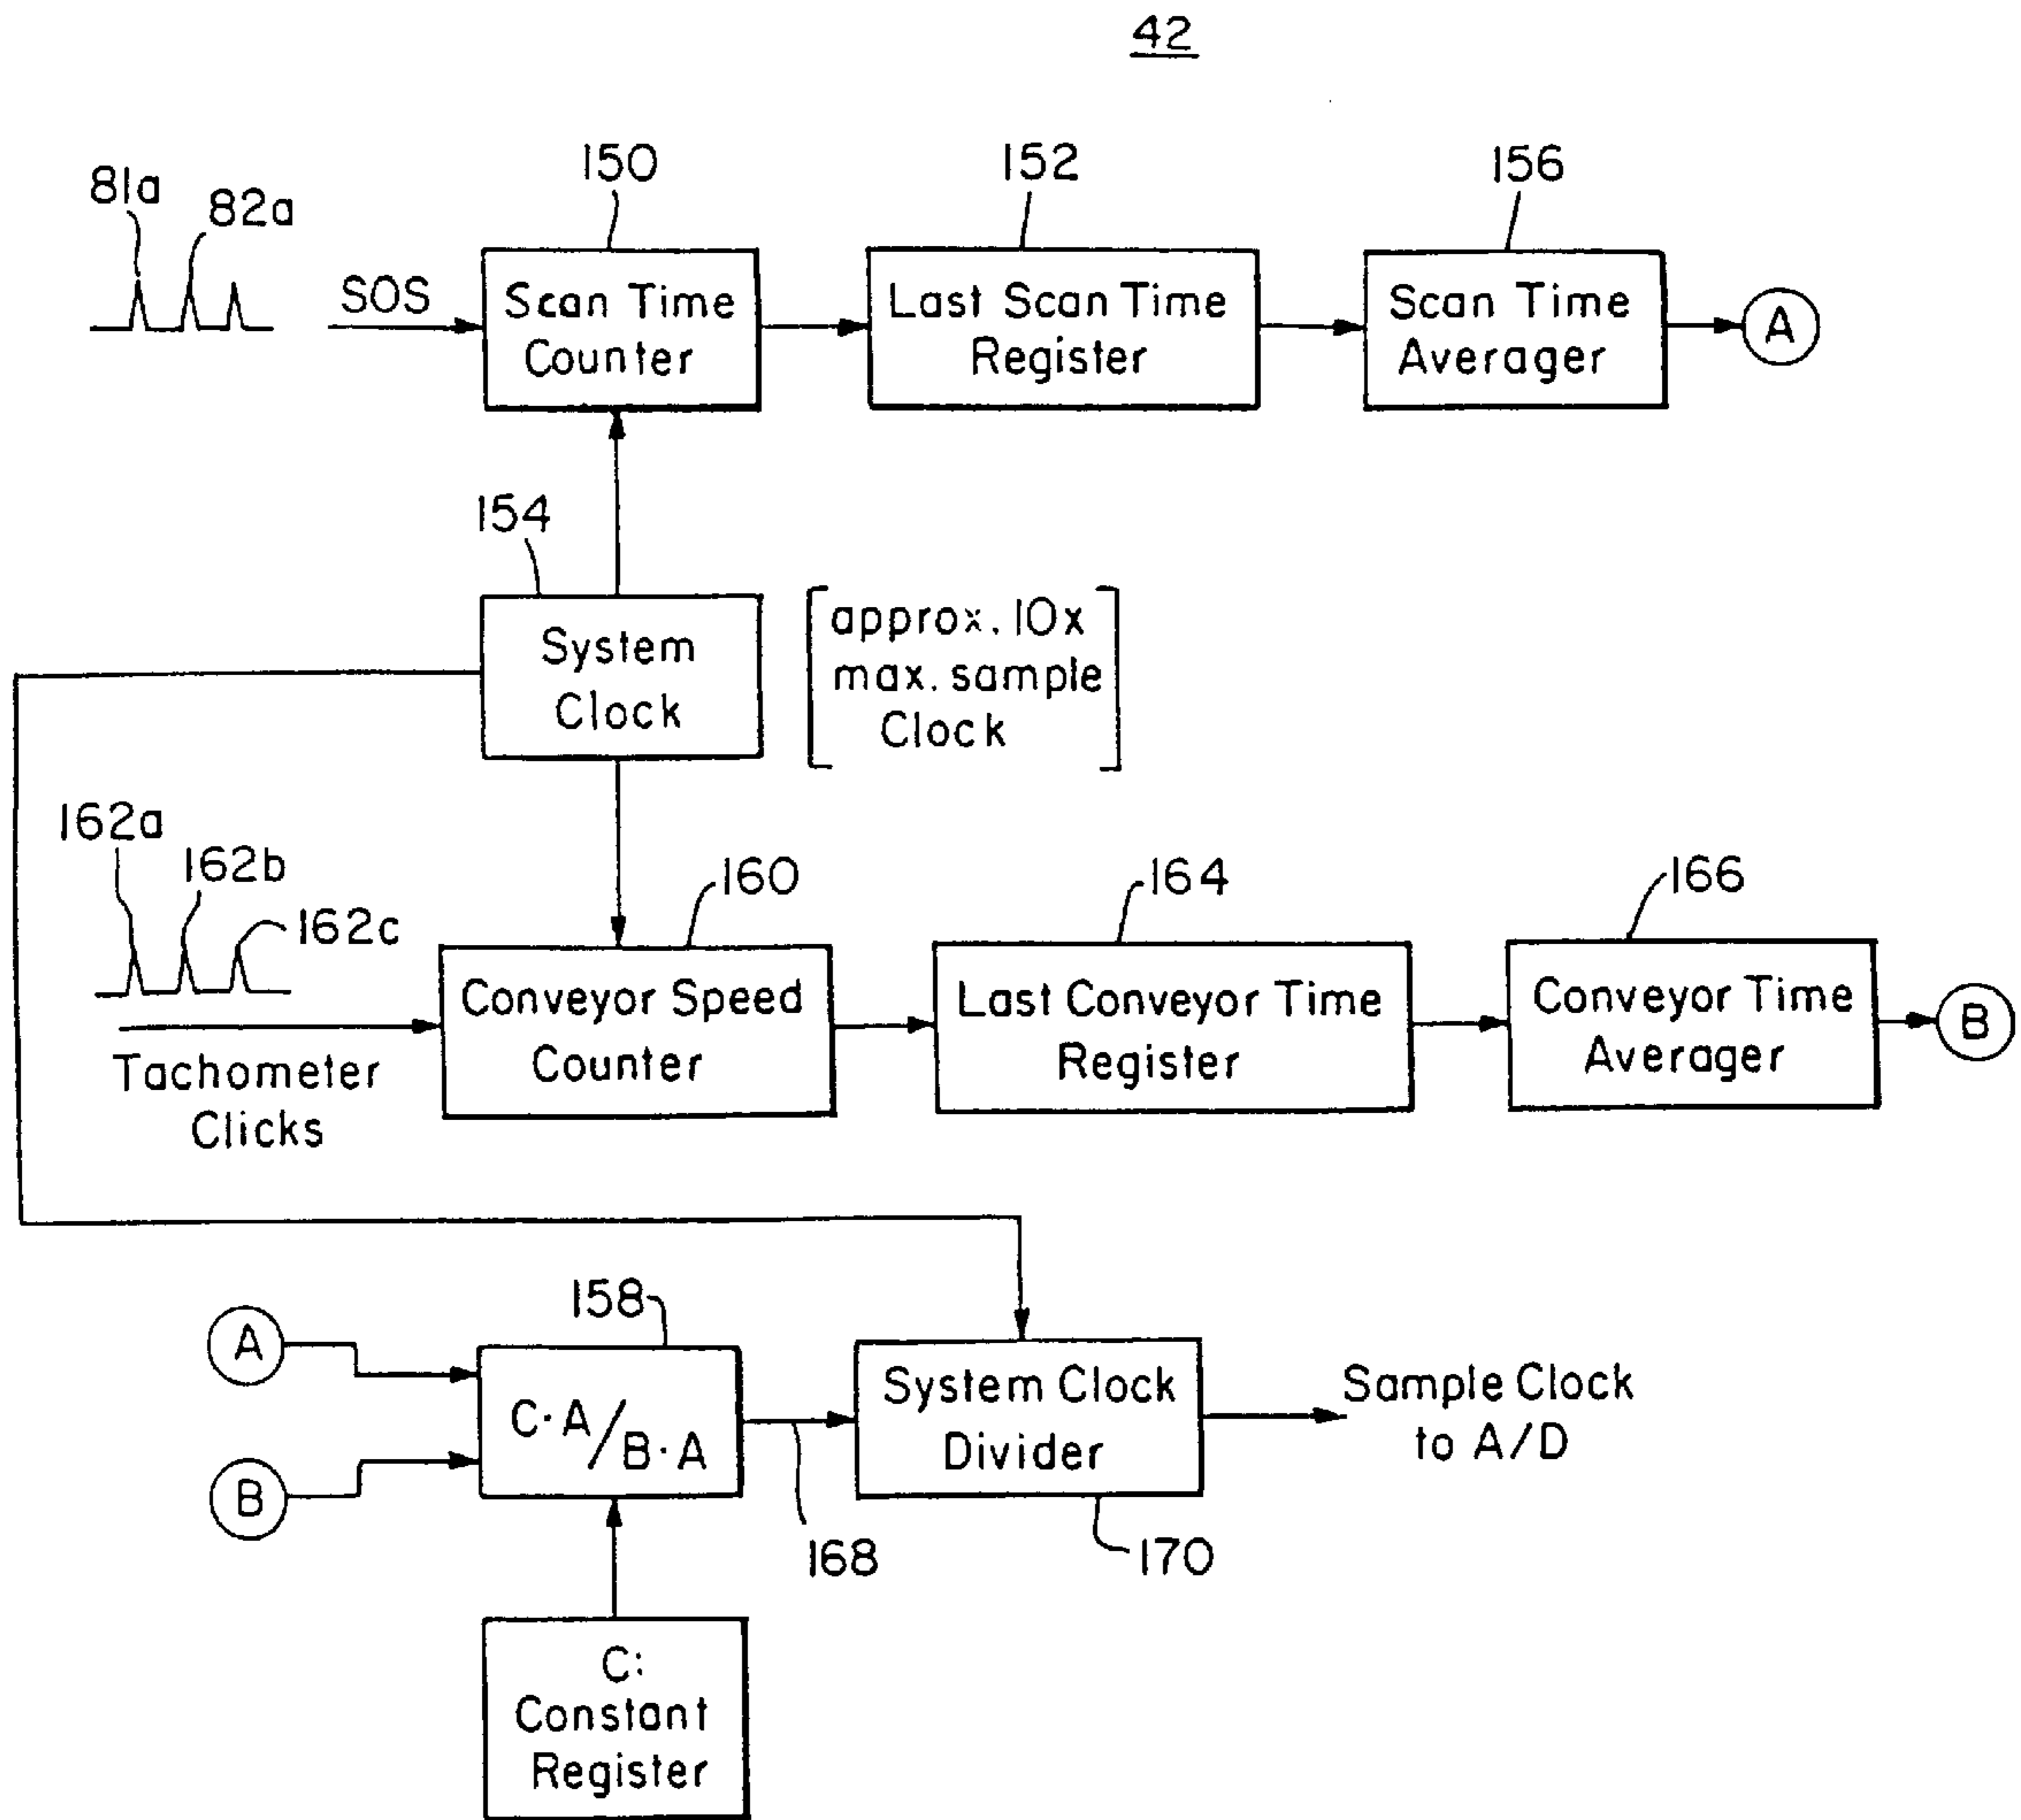 42
150
152
156
81a
82a
SOS
Scan Time
Counter
Last Scan Time
Register
Scan Time
Averager
A
154
System
Clock
approx. 10x
max. sample
Clock
162a
162b
162c
160
164
166
Tachometer
Clicks
Conveyor Speed
Counter
Last Conveyor Time
Register
Conveyor Time
Averager
B
158
A
B
C·A/B·A
168
System Clock
Divider
170
Sample Clock
to A/D
C:
Constant
Register